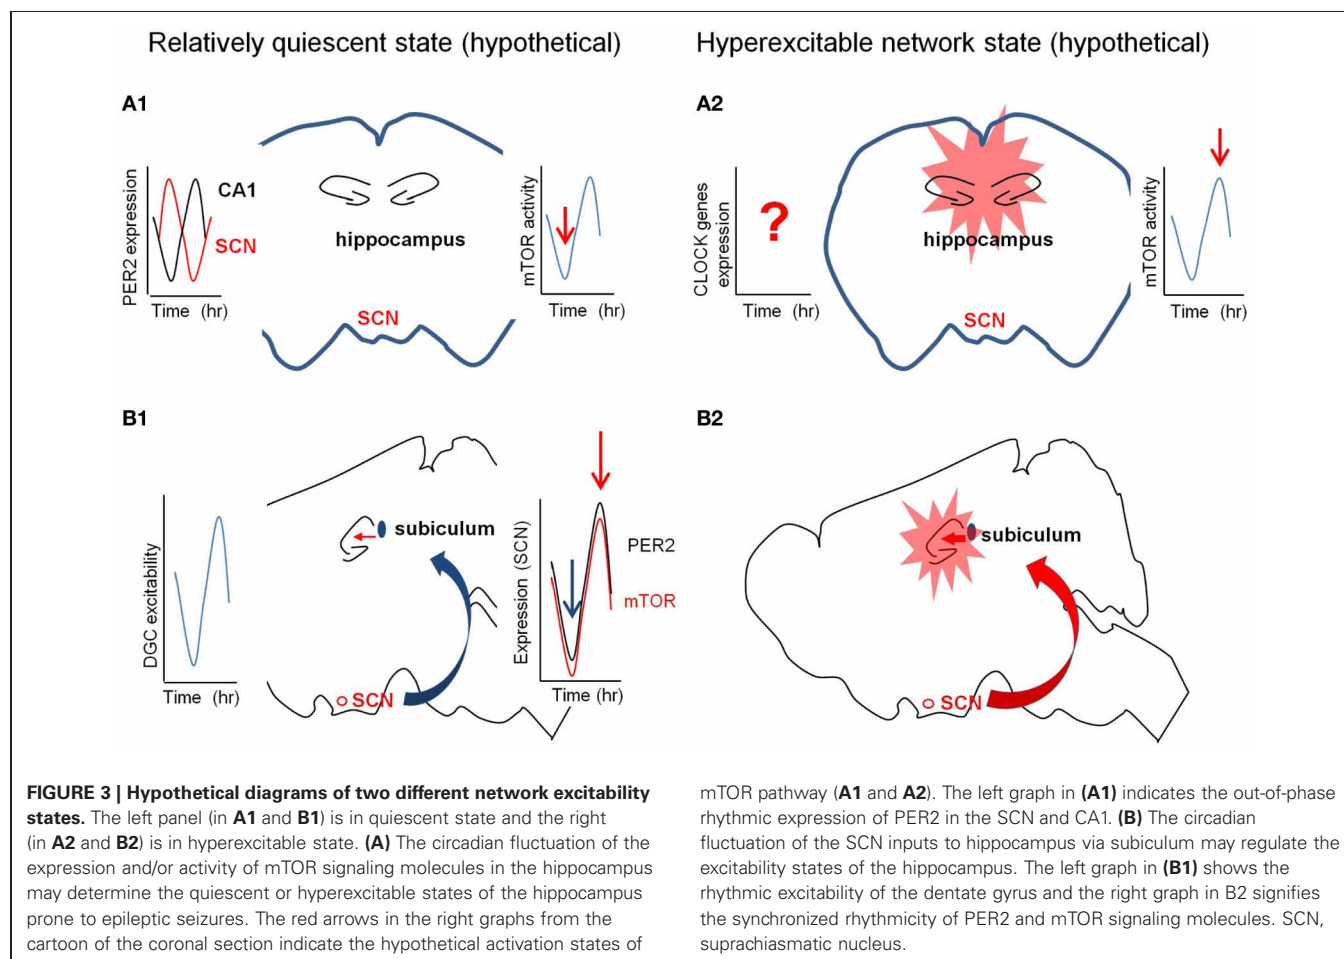 Relatively quiescent state (hypothetical)
Hyperexcitable network state (hypothetical)
A1
PER2 expression
CA1
SCN
Time (hr)
hippocampus
SCN
mTOR activity
Time (hr)
A2
CLOCK genes
expression
?
Time (hr)
hippocampus
SCN
mTOR activity
Time (hr)
B1
DGC excitability
Time (hr)
subiculum
SCN
Expression (SCN)
PER2
mTOR
Time (hr)
B2
subiculum
SCN
FIGURE 3 | Hypothetical diagrams of two different network excitability
states. The left panel (in A1 and B1) is in quiescent state and the right
(in A2 and B2) is in hyperexcitable state. (A) The circadian fluctuation of the
expression and/or activity of mTOR signaling molecules in the hippocampus
may determine the quiescent or hyperexcitable states of the hippocampus
prone to epileptic seizures. The red arrows in the right graphs from the
cartoon of the coronal section indicate the hypothetical activation states of
mTOR pathway (A1 and A2). The left graph in (A1) indicates the out-of-phase
rhythmic expression of PER2 in the SCN and CA1. (B) The circadian
fluctuation of the SCN inputs to hippocampus via subiculum may regulate the
excitability states of the hippocampus. The left graph in (B1) shows the
rhythmic excitability of the dentate gyrus and the right graph in B2 signifies
the synchronized rhythmicity of PER2 and mTOR signaling molecules. SCN,
suprachiasmatic nucleus.